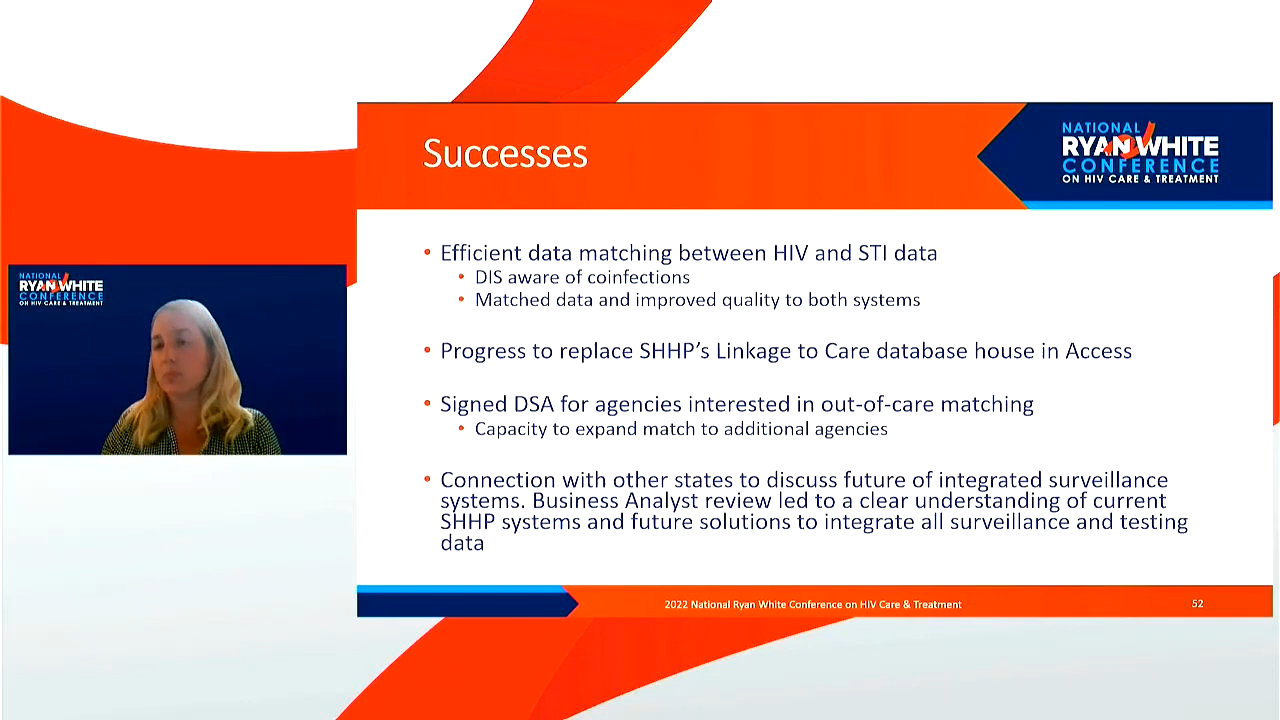 Successes
NATIONAL
RYAN WHITE
CONFERENCE
ON HIV CARE & TREATMENT
NATIONAL
RYAN WHITE
CONFERENCE
ON HIV CARE & TREATMENT
• Efficient data matching between HIV and STI data
• DIS aware of coinfections
• Matched data and improved quality to both systems
• Progress to replace SHHP’s Linkage to Care database house in Access
• Signed DSA for agencies interested in out-of-care matching
• Capacity to expand match to additional agencies
• Connection with other states to discuss future of integrated surveillance
systems. Business Analyst review led to a clear understanding of current
SHHP systems and future solutions to integrate all surveillance and testing
data
2022 National Ryan White Conference on HIV Care & Treatment
52